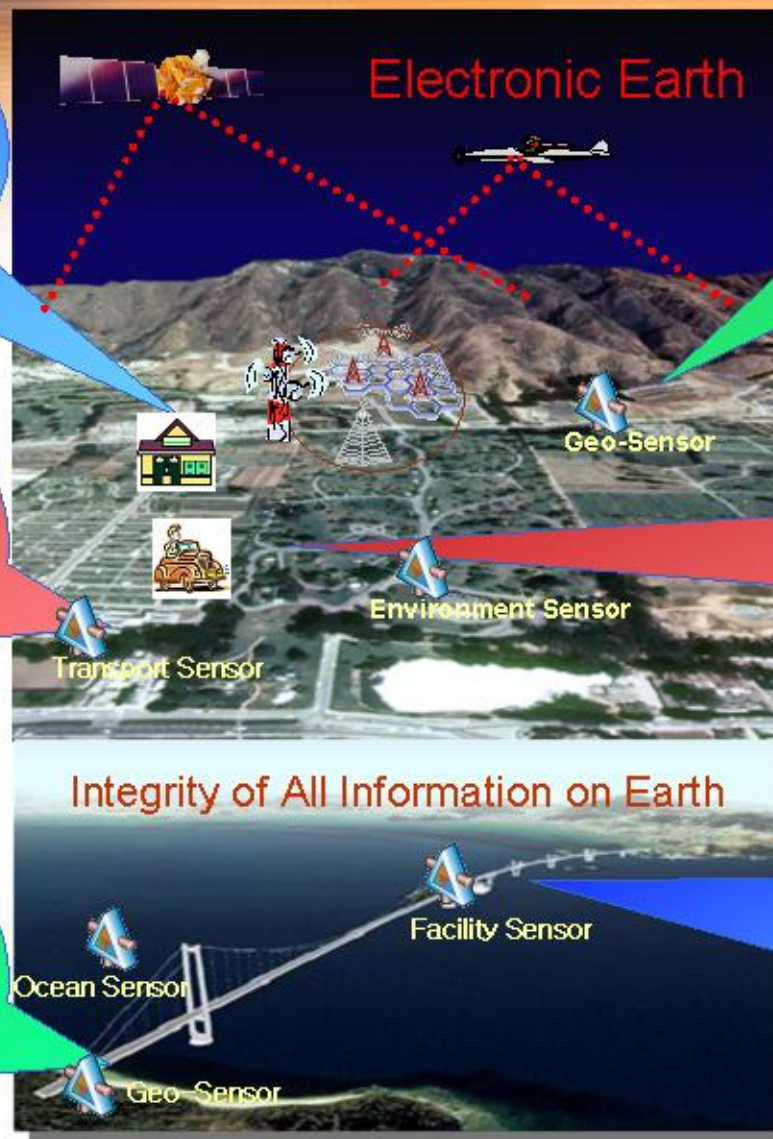 Electronic Earth
Geo-Sensor
Environment Sensor
Transport Sensor
Integrity of All Information on Earth
Facility Sensor
Ocean Sensor
Geo-Sensor